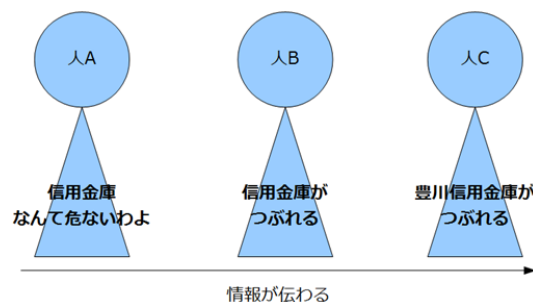 人A
人B
人C
信用金庫
なんて危ないわよ
信用金庫が
つぶれる
豊川信用金庫が
つぶれる
情報が伝わる